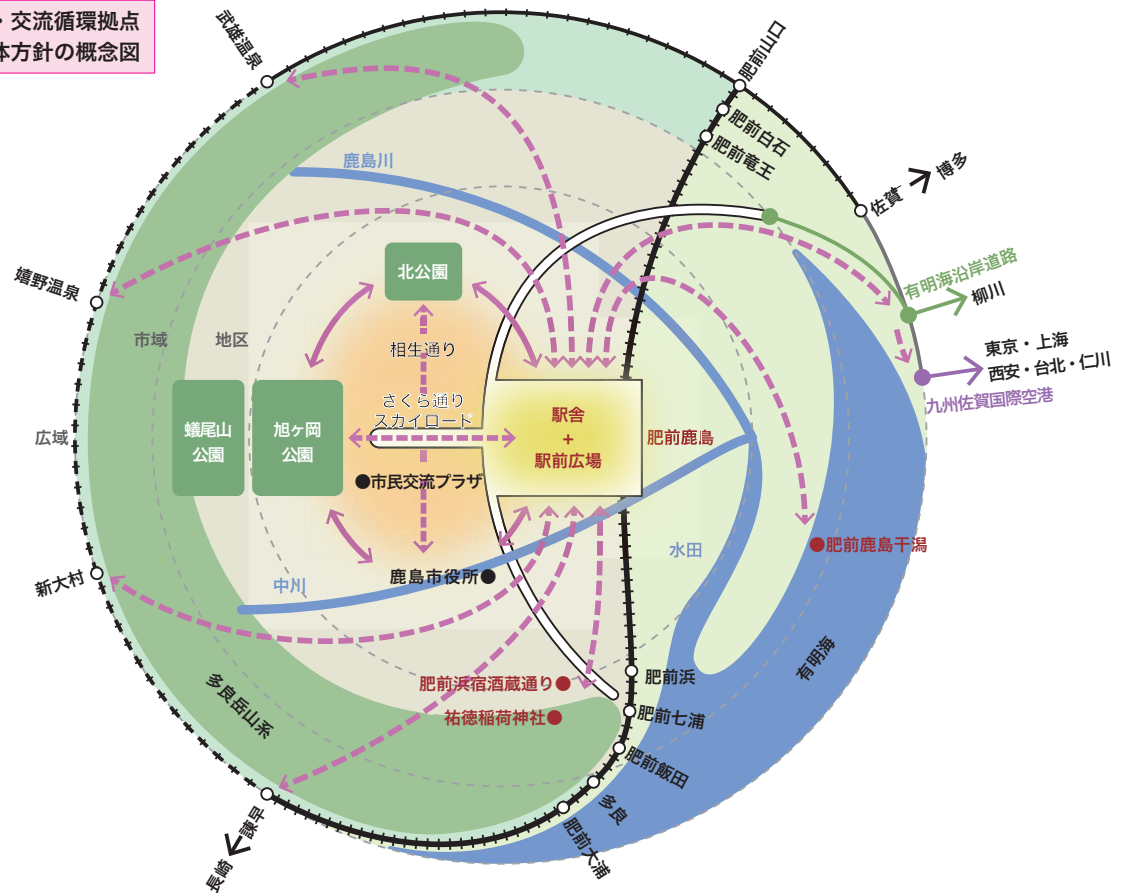 ・交流循環拠点
体方針の概念図
武雄温泉
肥前山口
肥前白石
肥前竜王
鹿島川
佐賀
博多
有明海沿岸道路
柳川
嬉野温泉
北公園
市域
地区
相生通り
東京・上海
西安・台北・仁川
九州佐賀国際空港
さくら通り
スカイロード
広域
蟻尾山
公園
旭ヶ岡
公園
駅舎
+
駅前広場
肥前鹿島
●市民交流プラザ
水田
●肥前鹿島干潟
新大村
中川
鹿島市役所●
有明海
多良岳山系
肥前浜宿酒蔵通り●
肥前浜
祐徳稲荷神社●
肥前七浦
肥前飯田
多良
肥前大浦
諫早
長崎